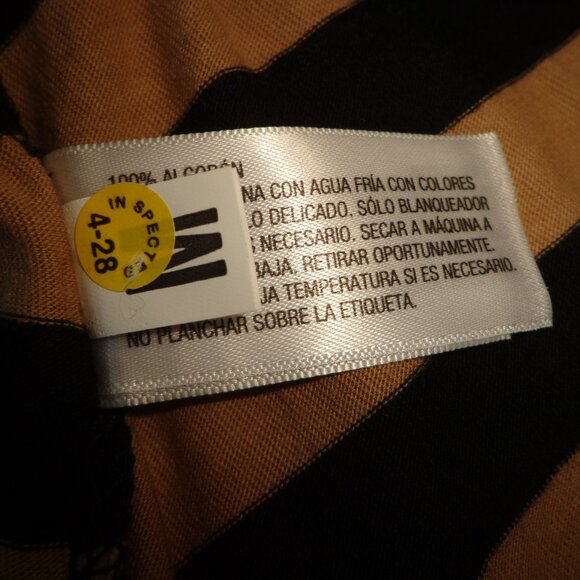 100% ALGODÓN
NA CON AGUA FRÍA CON COLORES
O DELICADO. SÓLO BLANQUEADOR
S NECESARIO. SECAR A MÁQUINA A
BAJA. RETIRAR OPORTUNAMENTE.
JA TEMPERATURA SI ES NECESARIO.
NO PLANCHAR SOBRE LA ETIQUETA.
M
IN SPECT
4-28